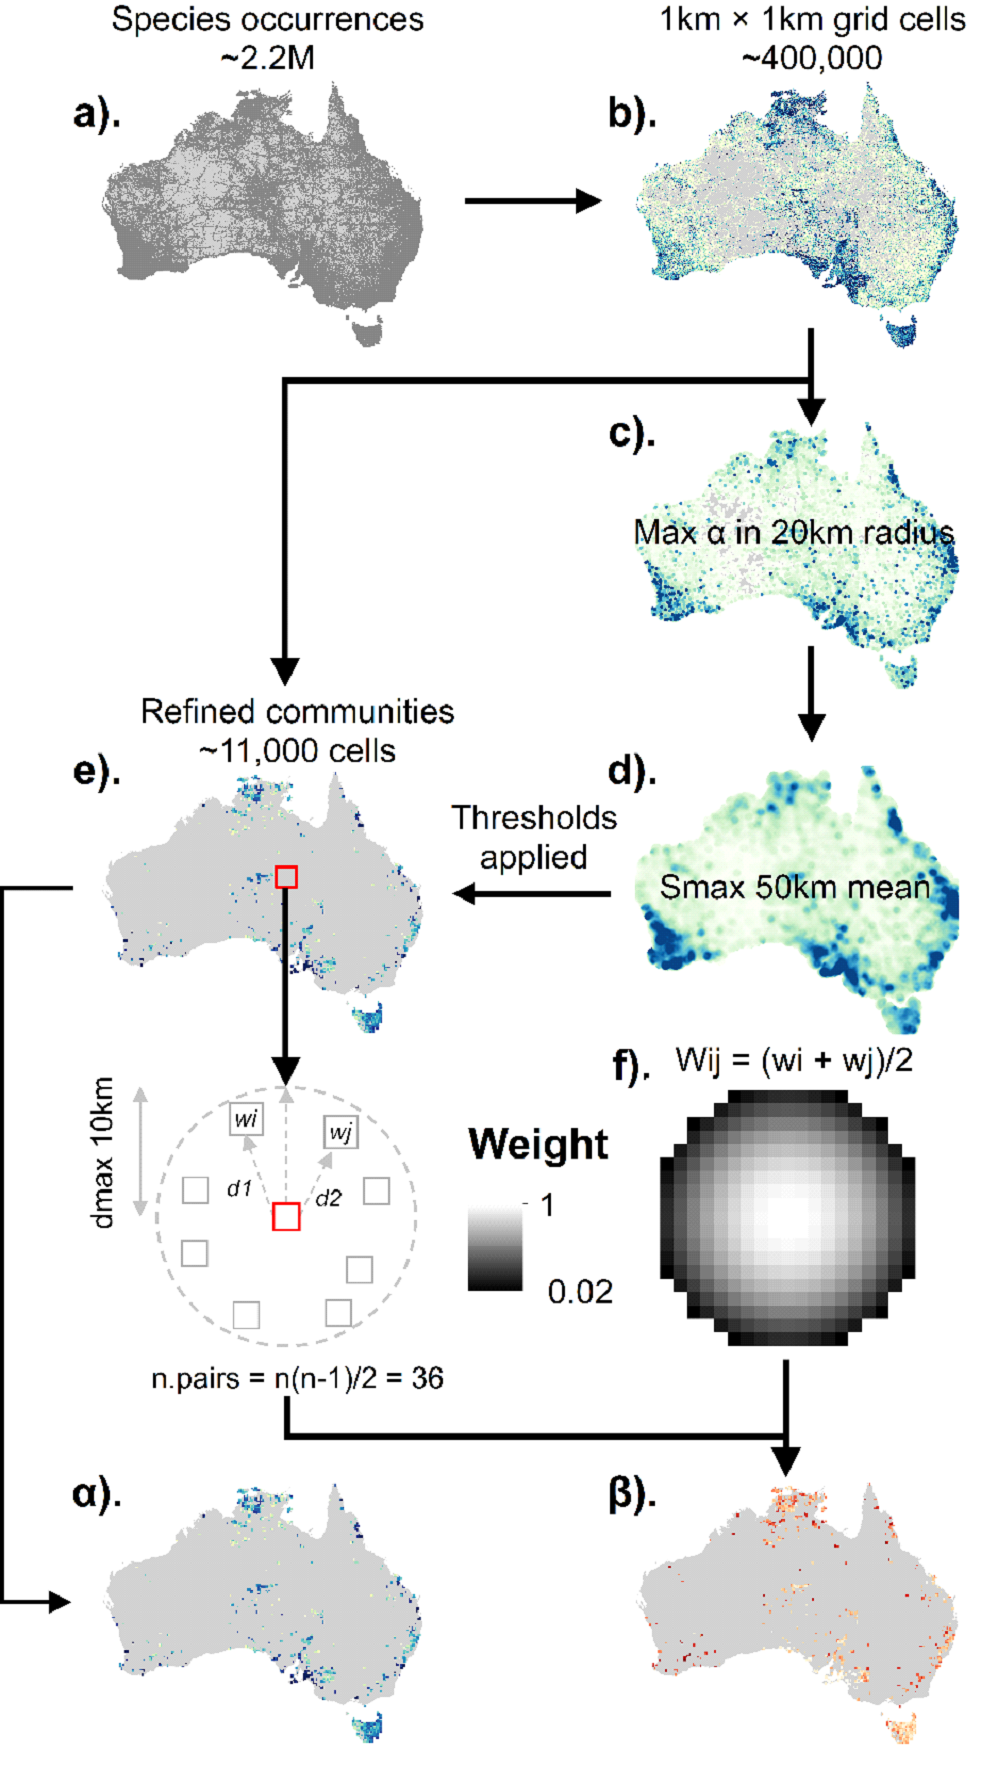 Species occurrences
~2.2M
1km × 1km grid cells
~400,000
a).
b).
c).
Max α in 20km radius
Refined communities
~11,000 cells
e).
d).
Thresholds
applied
Smax 50km mean
f).
Wij = (wi + wj)/2
dmax 10km
wi
wj
d1
d2
Weight
1
0.02
n.pairs = n(n-1)/2 = 36
α).
β).